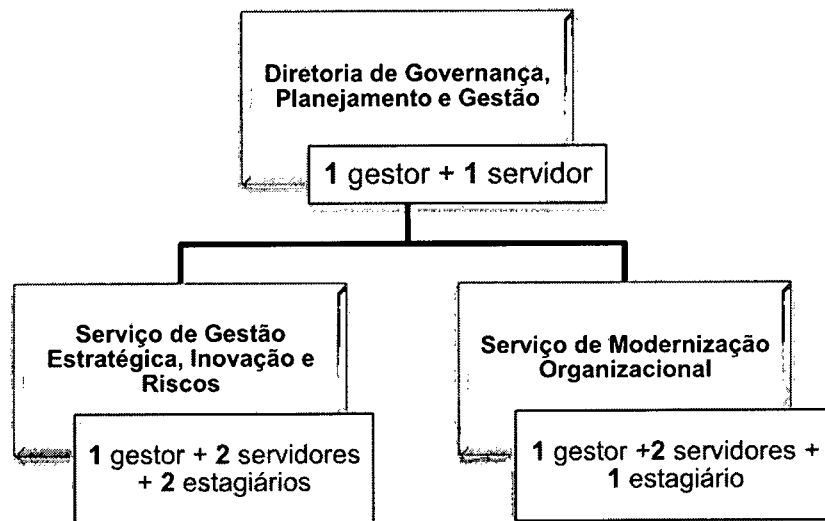 Diretoria de Governança,
Planejamento e Gestão
1 gestor + 1 servidor
Serviço de Gestão
Estratégica, Inovação e
Riscos
1 gestor + 2 servidores
+ 2 estagiários
Serviço de Modernização
Organizacional
1 gestor +2 servidores +
1 estagiário